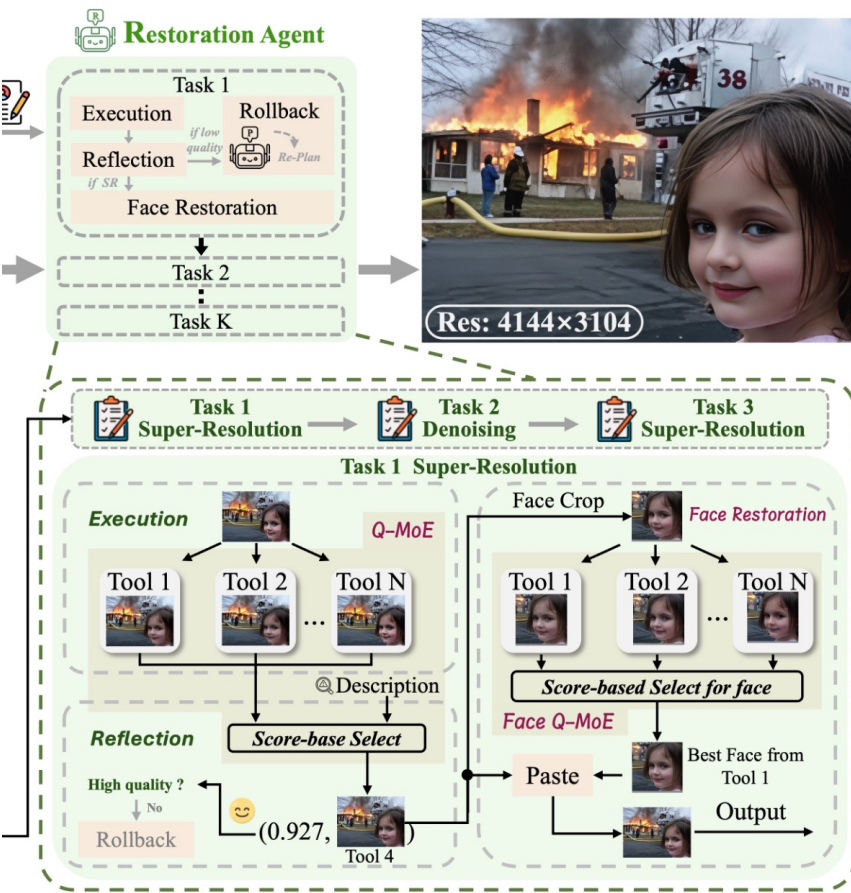 R
Restoration Agent
Task 1
Execution
Rollback
if low
quality
P
Re-Plan
Reflection
if SR
Face Restoration
Task 2
Task K
38
Res: 4144×3104
Task 1
Super-Resolution
Task 2
Denoising
Task 3
Super-Resolution
Task 1 Super-Resolution
Execution
Q-MoE
Tool 1
Tool 2
...
Tool N
Description
Reflection
Score-base Select
High quality ?
No
Rollback
(0.927, )
Tool 4
Face Crop
Face Restoration
Tool 1
Tool 2
...
Tool N
Score-based Select for face
Face Q-MoE
Best Face from
Tool 1
Paste
Output